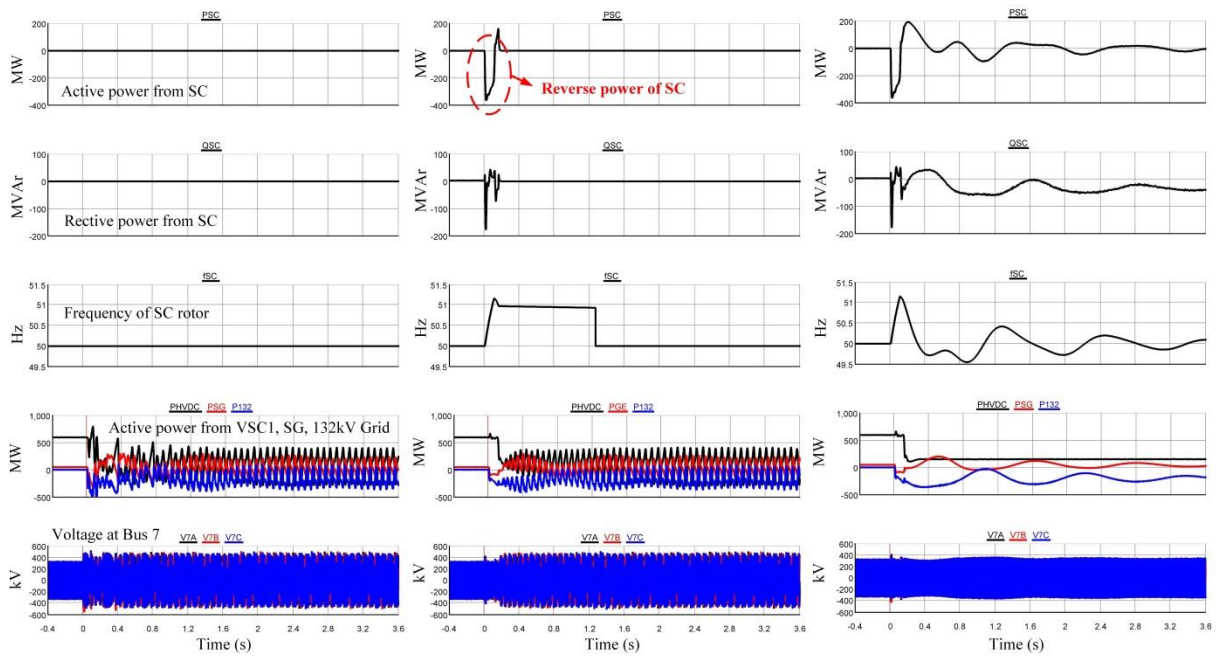 PSC
200
0
-200
-400
MW
Active power from SC
PSC
200
0
-200
-400
MW
Reverse power of SC
PSC
200
0
-200
-400
MW
QSC
100
0
-100
-200
MVAr
Rective power from SC
QSC
100
0
-100
-200
MVAr
QSC
100
0
-100
-200
MVAr
fSC
51.5
51
50.5
50
49.5
Hz
Frequency of SC rotor
fSC
51.5
51
50.5
50
49.5
Hz
fSC
51.5
51
50.5
50
49.5
Hz
PHVDC PSG P132
1,000
500
0
-500
MW
Active power from VSC1, SG, 132kV Grid
PHVDC PGE P132
1,000
500
0
-500
MW
PHVDC PSG P132
1,000
500
0
-500
MW
Voltage at Bus 7
V7A V7B V7C
600
400
200
0
-200
-400
-600
kV
-0.4 0 0.4 0.8 1.2 1.6 2 2.4 2.8 3.2 3.6
Time (s)
V7A V7B V7C
600
400
200
0
-200
-400
-600
kV
-0.4 0 0.4 0.8 1.2 1.6 2 2.4 2.8 3.2 3.6
Time (s)
V7A V7B V7C
600
400
200
0
-200
-400
-600
kV
-0.4 0 0.4 0.8 1.2 1.6 2 2.4 2.8 3.2 3.6
Time (s)